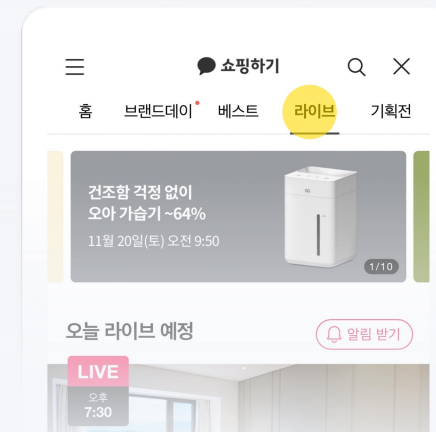 쇼핑하기
홈 브랜드데이 베스트 라이브 기획전
건조함 걱정 없이
오아 가습기 ~64%
11월 20일(토) 오전 9:50
1/10
오늘 라이브 예정
알림 받기
LIVE
오후
7:30